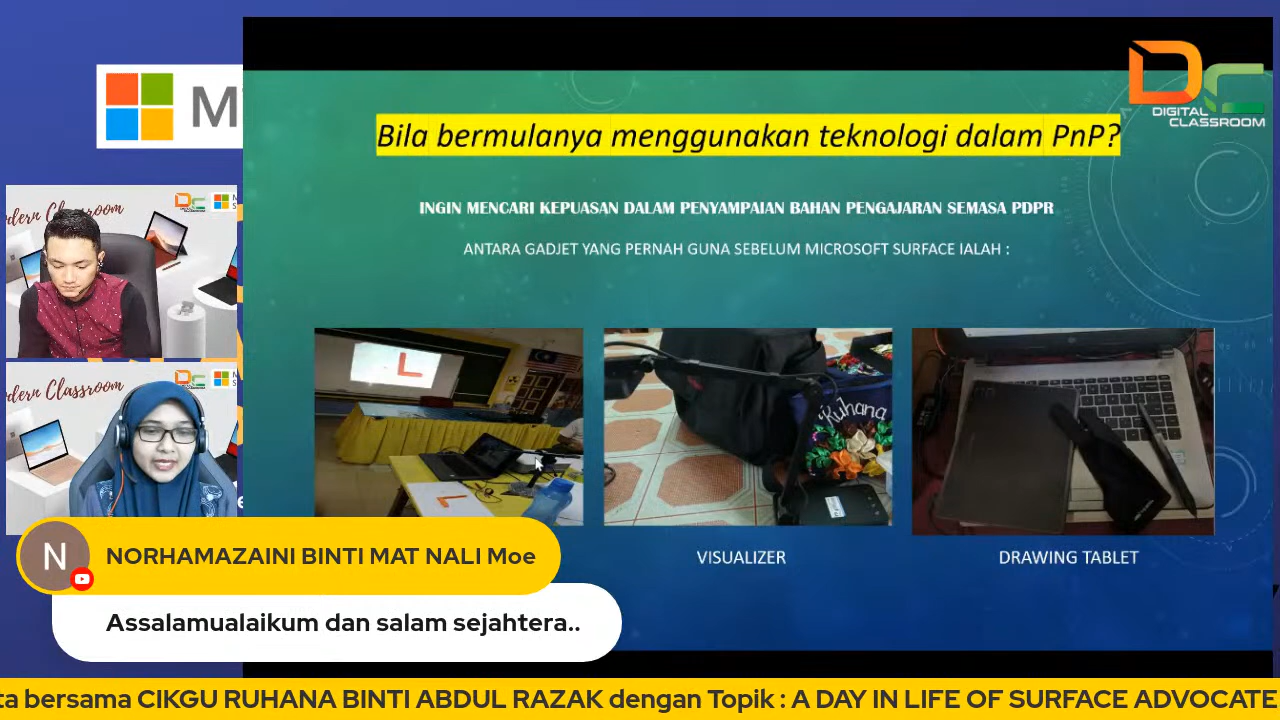 DIGITAL
CLASSROOM
Bila bermulanya menggunakan teknologi dalam PnP?
INGIN MENCARI KEPUASAN DALAM PENYAMPAIAN BAHAN PENGAJARAN SEMASA PDPR
ANTARA GADJET YANG PERNAH GUNA SEBELUM MICROSOFT SURFACE IALAH :
Classroom
Classroom
Ruhana
VISUALIZER
DRAWING TABLET
N
NORHAMAZAINI BINTI MAT NALI Moe
Assalamualaikum dan salam sejahtera..
ta bersama CIKGU RUHANA BINTI ABDUL RAZAK dengan Topik : A DAY IN LIFE OF SURFACE ADVOCATE